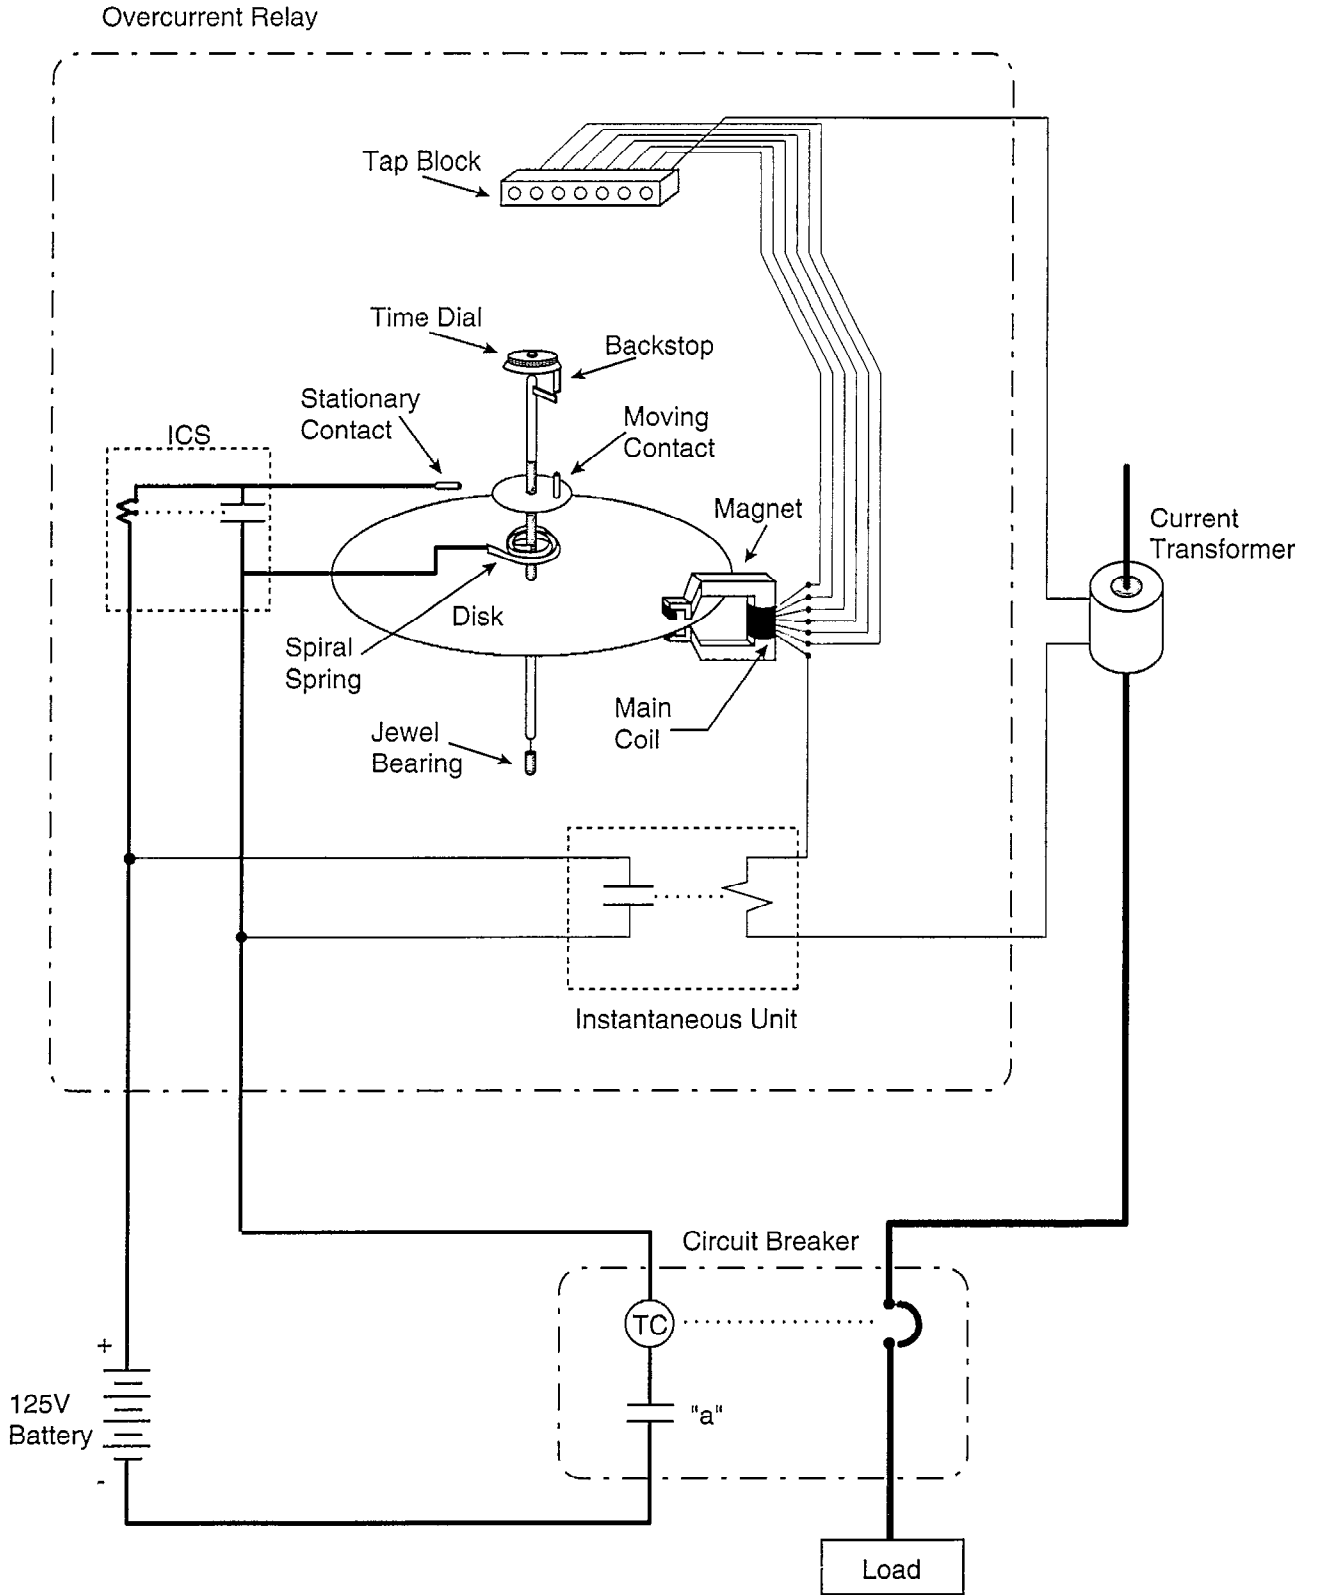 Overcurrent Relay
Tap Block
Time Dial
Backstop
Stationary
Contact
Moving
Contact
ICS
Magnet
Current
Transformer
Disk
Spiral
Spring
Main
Coil
Jewel
Bearing
Instantaneous Unit
Circuit Breaker
TC
+
125V
Battery
-
"a"
Load